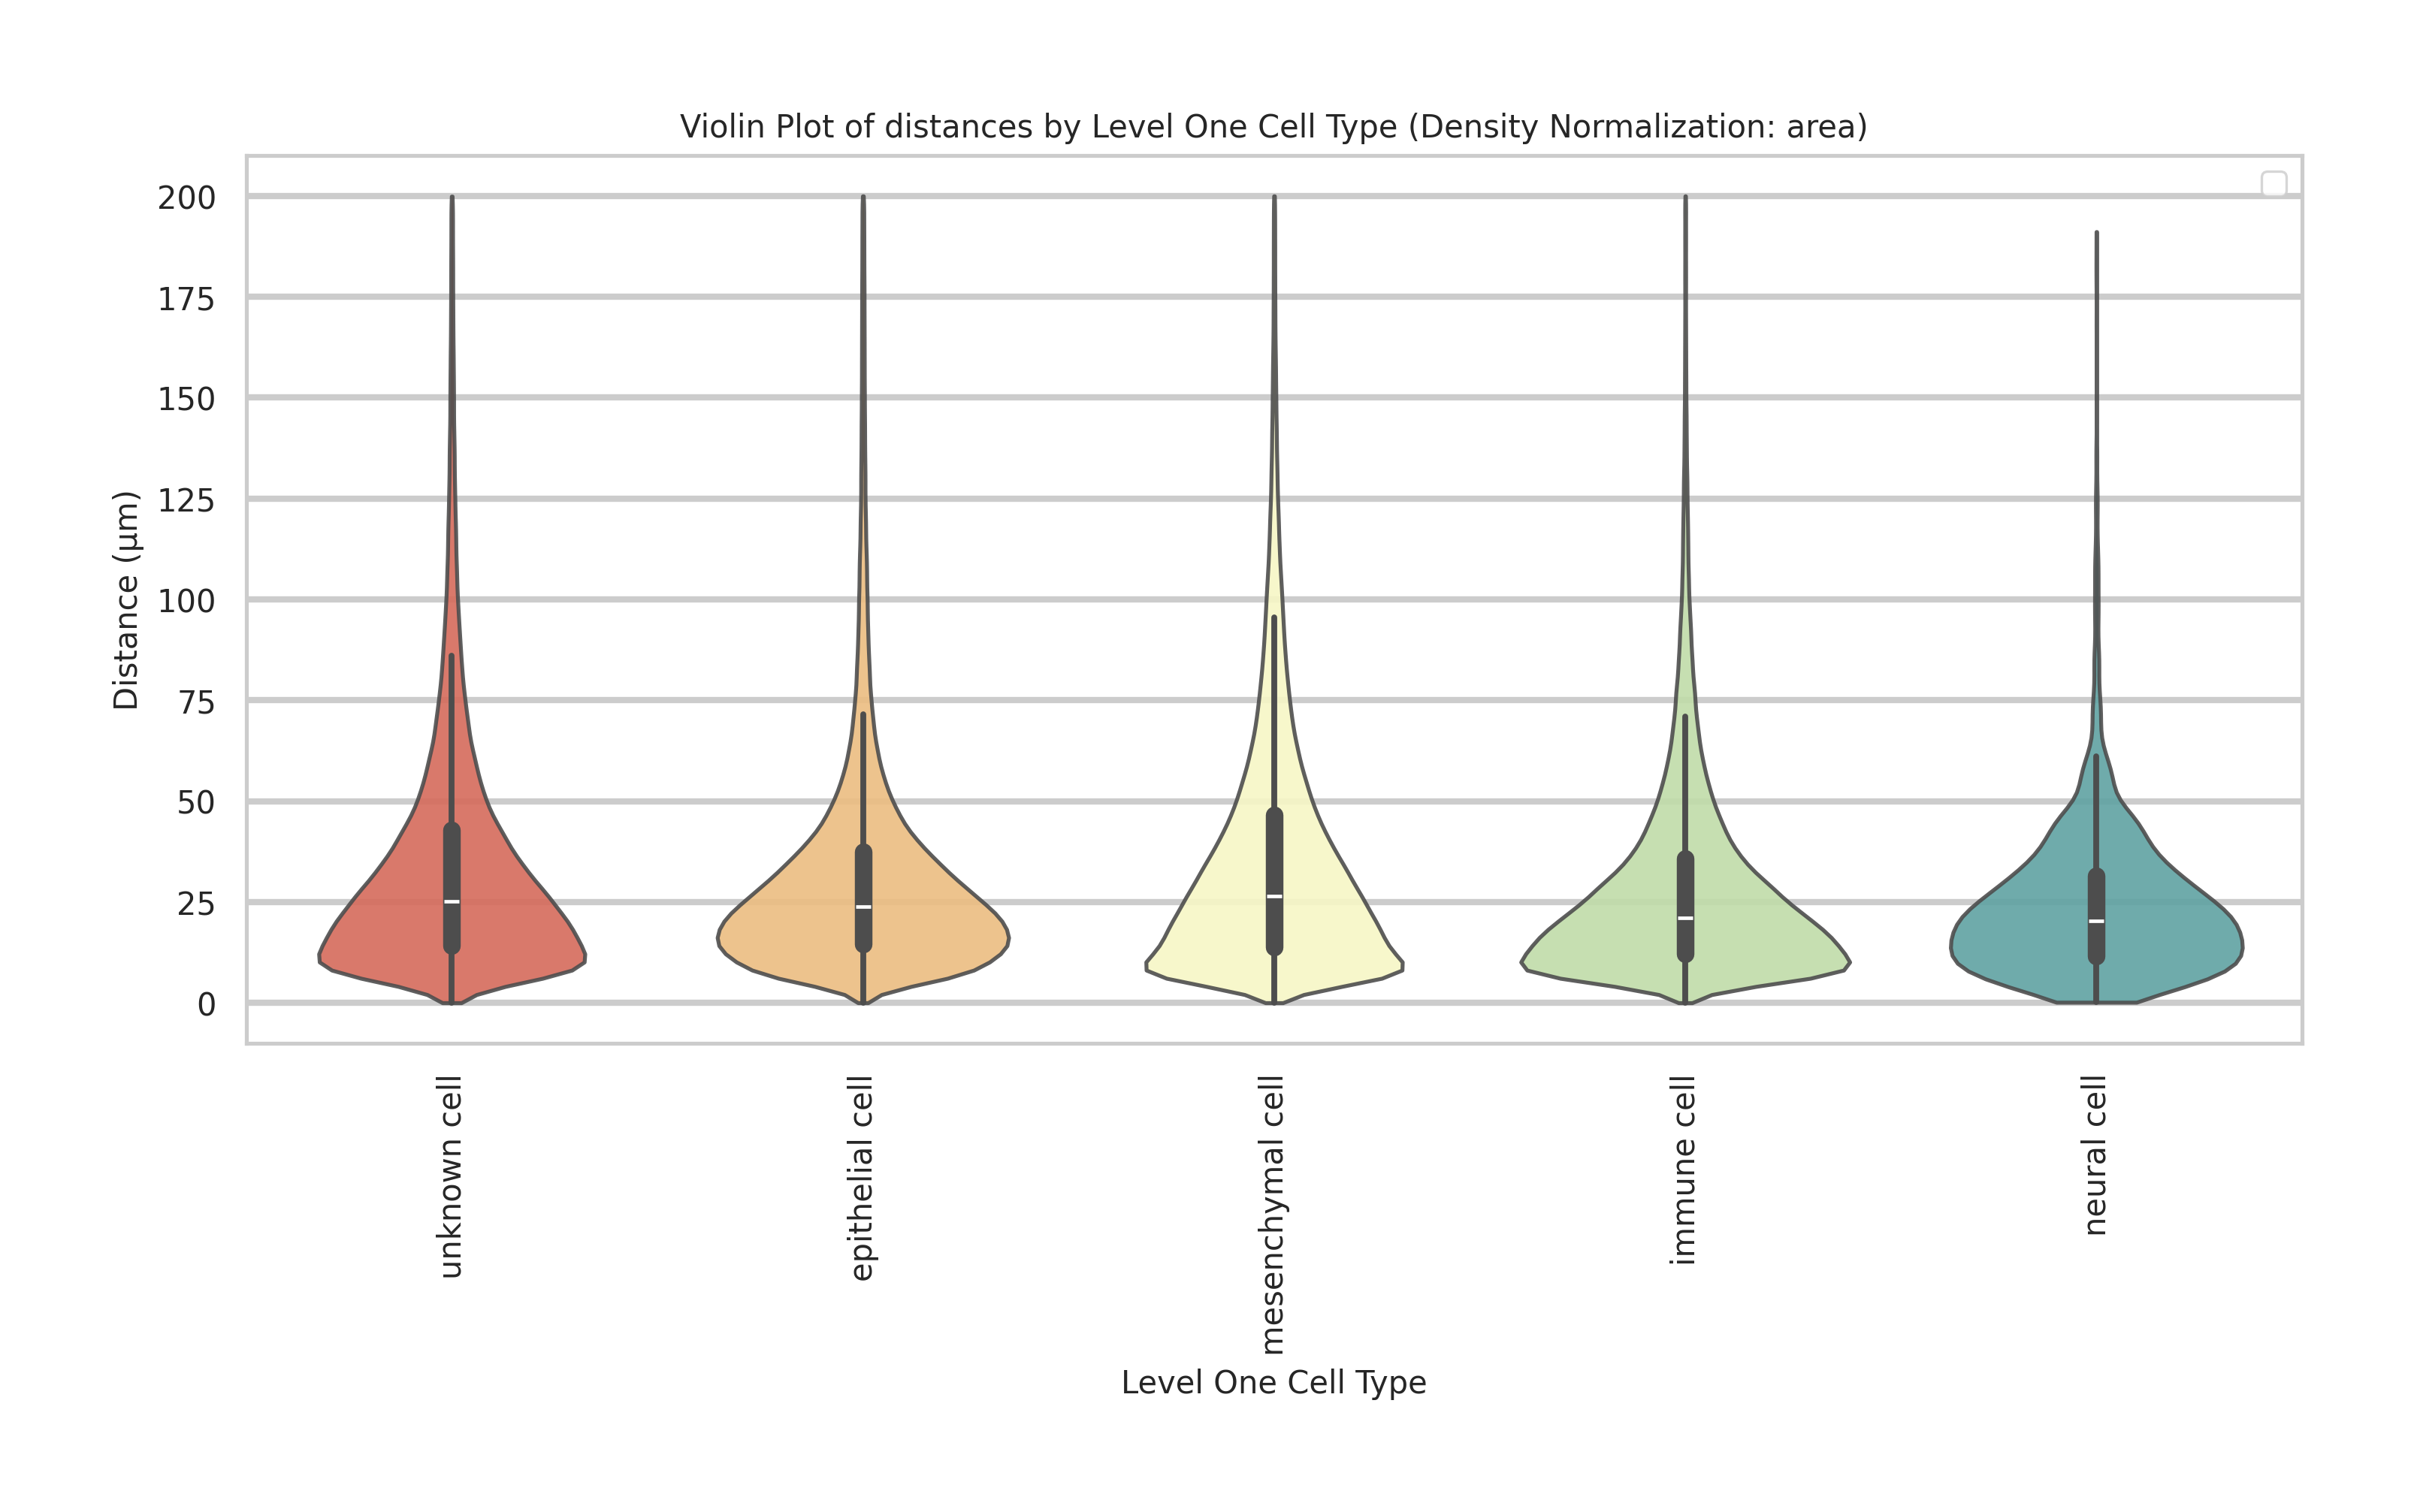 Violin Plot of distances by Level One Cell Type (Density Normalization: area)
Distance (μm)
200
175
150
125
100
75
50
25
0
unknown cell
epithelial cell
mesenchymal cell
immune cell
neural cell
Level One Cell Type